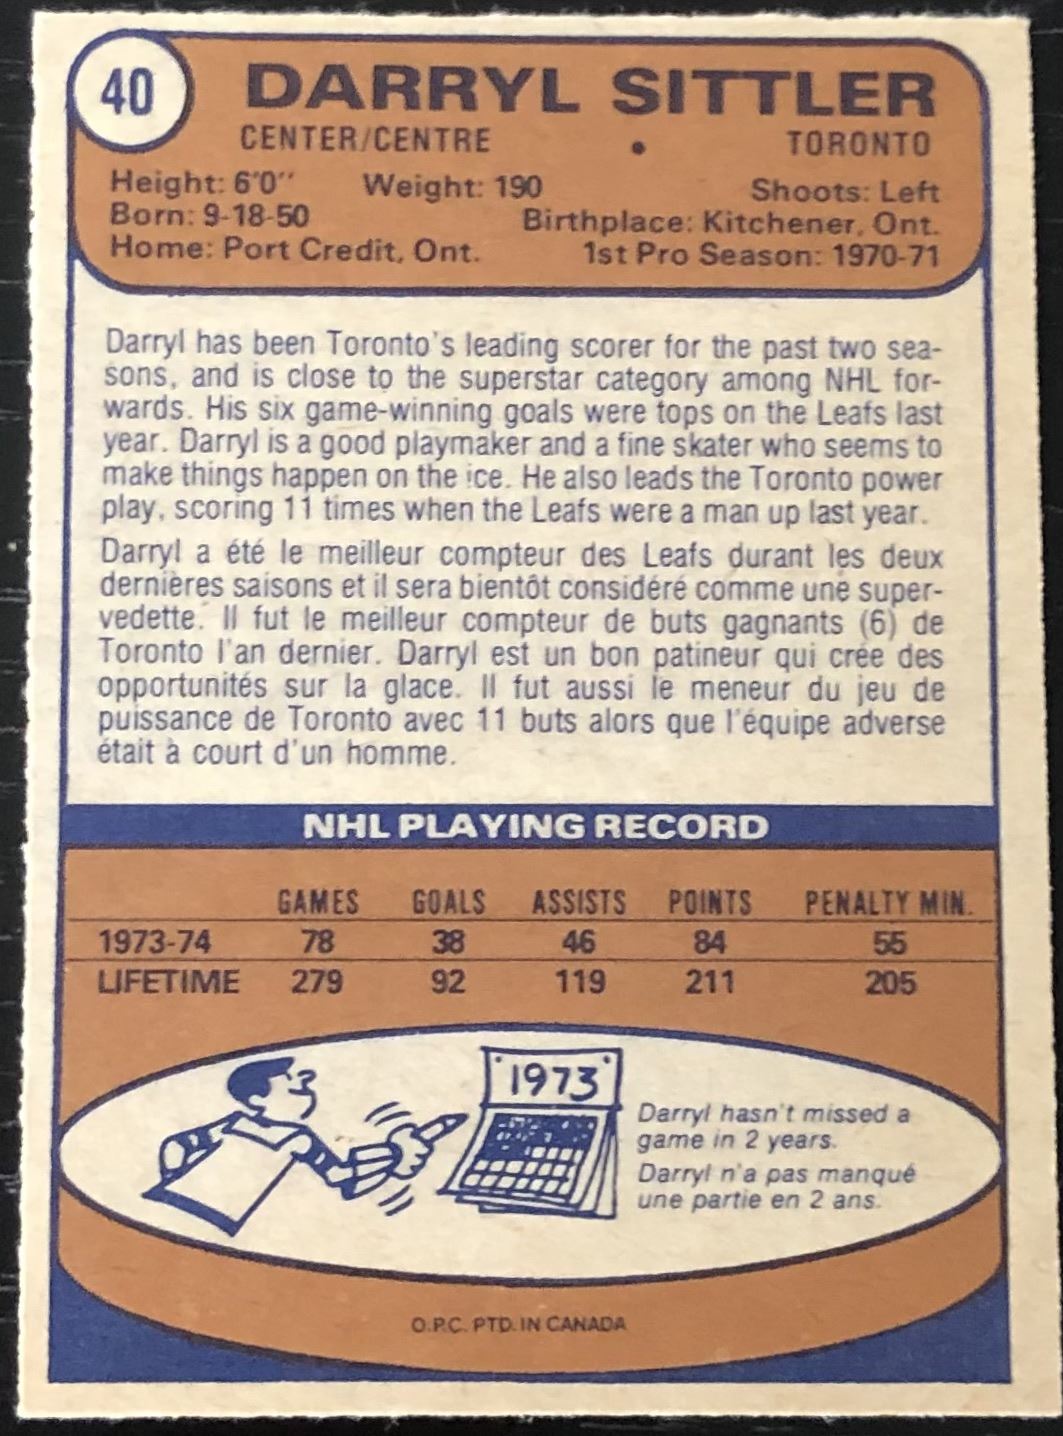 40
DARRYL SITTLER
CENTER/CENTRE • TORONTO
Height: 6'0" Weight: 190 Shoots: Left
Born: 9-18-50 Birthplace: Kitchener, Ont.
Home: Port Credit, Ont. 1st Pro Season: 1970-71
Darryl has been Toronto's leading scorer for the past two sea-
sons, and is close to the superstar category among NHL for-
wards. His six game-winning goals were tops on the Leafs last
year. Darryl is a good playmaker and a fine skater who seems to
make things happen on the ice. He also leads the Toronto power
play, scoring 11 times when the Leafs were a man up last year.
Darryl a été le meilleur compteur des Leafs durant les deux
dernières saisons et il sera bientôt considéré comme une super-
vedette. Il fut le meilleur compteur de buts gagnants (6) de
Toronto l'an dernier. Darryl est un bon patineur qui crée des
opportunités sur la glace. Il fut aussi le meneur du jeu de
puissance de Toronto avec 11 buts alors que l'équipe adverse
était à court d'un homme.
NHL PLAYING RECORD
GAMES GOALS ASSISTS POINTS PENALTY MIN.
1973-74 78 38 46 84 55
LIFETIME 279 92 119 211 205
1973
Darryl hasn't missed a
game in 2 years.
Darryl n'a pas manqué
une partie en 2 ans.
O.P.C. PTD. IN CANADA